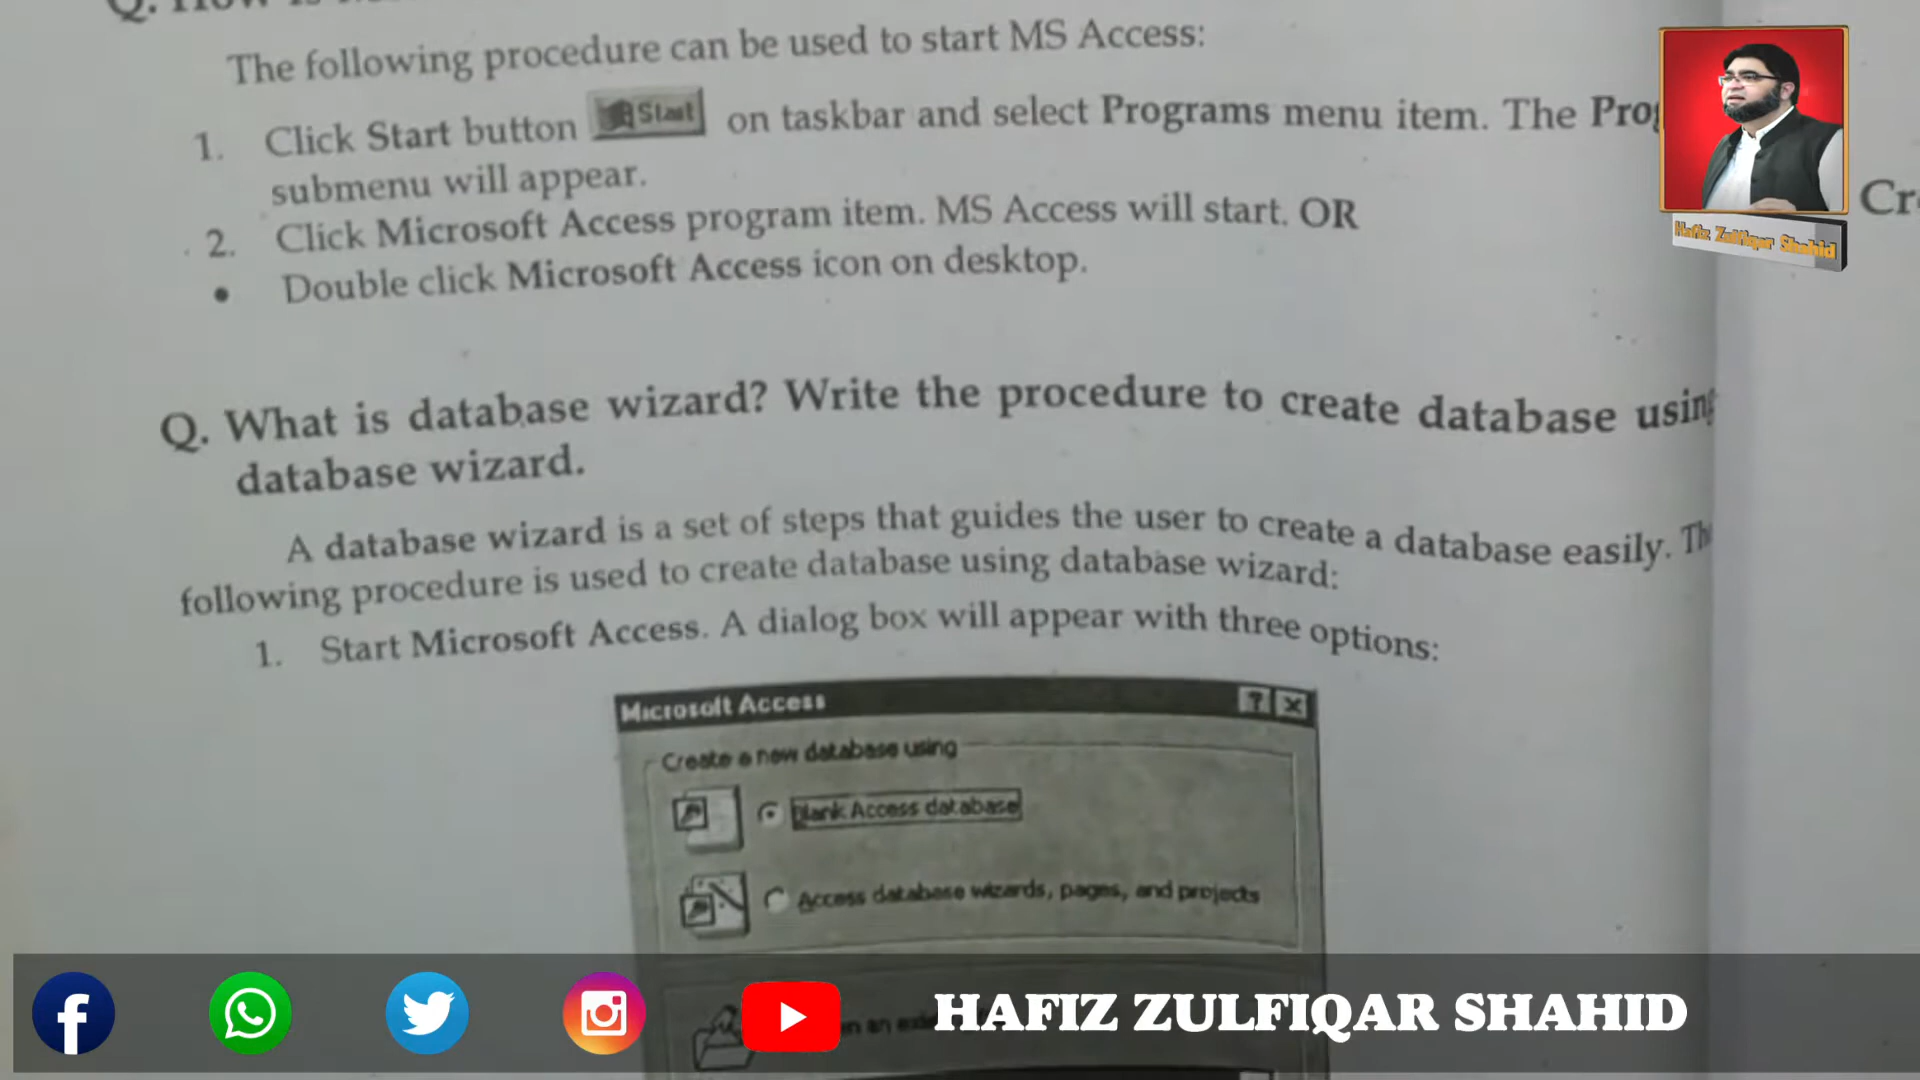 The following procedure can be used to start MS Access:
1. Click Start button Start on taskbar and select Programs menu item. The
submenu will appear.
2. Click Microsoft Access program item. MS Access will start. OR
• Double click Microsoft Access icon on desktop.
Hafiz Zulfiqar Shahid
Q. What is database wizard? Write the procedure to create database using
database wizard.
A database wizard is a set of steps that guides the user to create a database easily.
following procedure is used to create database using database wizard:
1. Start Microsoft Access. A dialog box will appear with three options:
Microsoft Access
Create a new database using
Blank Access database
Access database wizards, pages, and projects
HAFIZ ZULFIQAR SHAHID